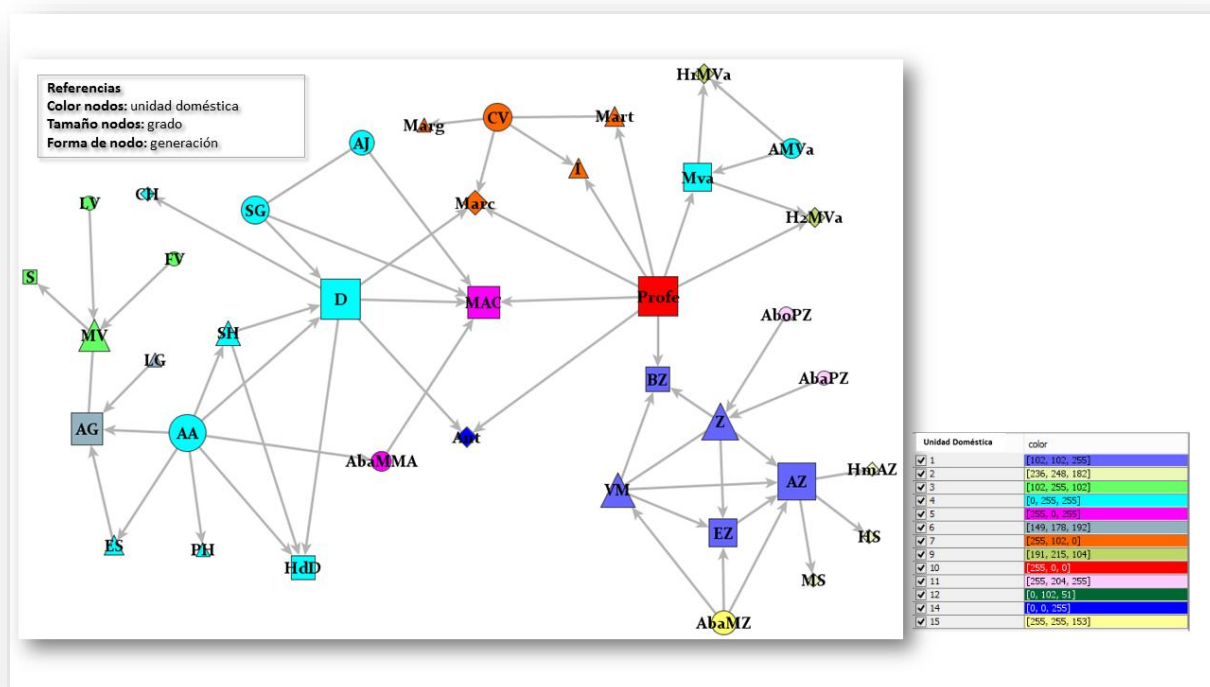 Referencias
Color nodos: unidad doméstica
Tamaño nodos: grado
Forma de nodo: generación
H1MVa
Marg
CV
Mart
AJ
AMVa
I
Mva
CH
LV
SG
Marc
H2MVa
FV
S
D
MAC
Profe
AboPZ
MV
SH
LG
BZ
AbaPZ
Z
AG
AA
Ant
AbaMMA
HmAZ
VM
AZ
EZ
HS
ES
PH
HdD
MS
AbaMZ
Unidad Doméstica color
1 [102, 102, 255]
2 [236, 248, 182]
3 [102, 255, 102]
4 [0, 255, 255]
5 [255, 0, 255]
6 [149, 178, 192]
7 [255, 102, 0]
9 [191, 215, 104]
10 [255, 0, 0]
11 [255, 204, 255]
12 [0, 102, 51]
14 [0, 0, 255]
15 [255, 255, 153]